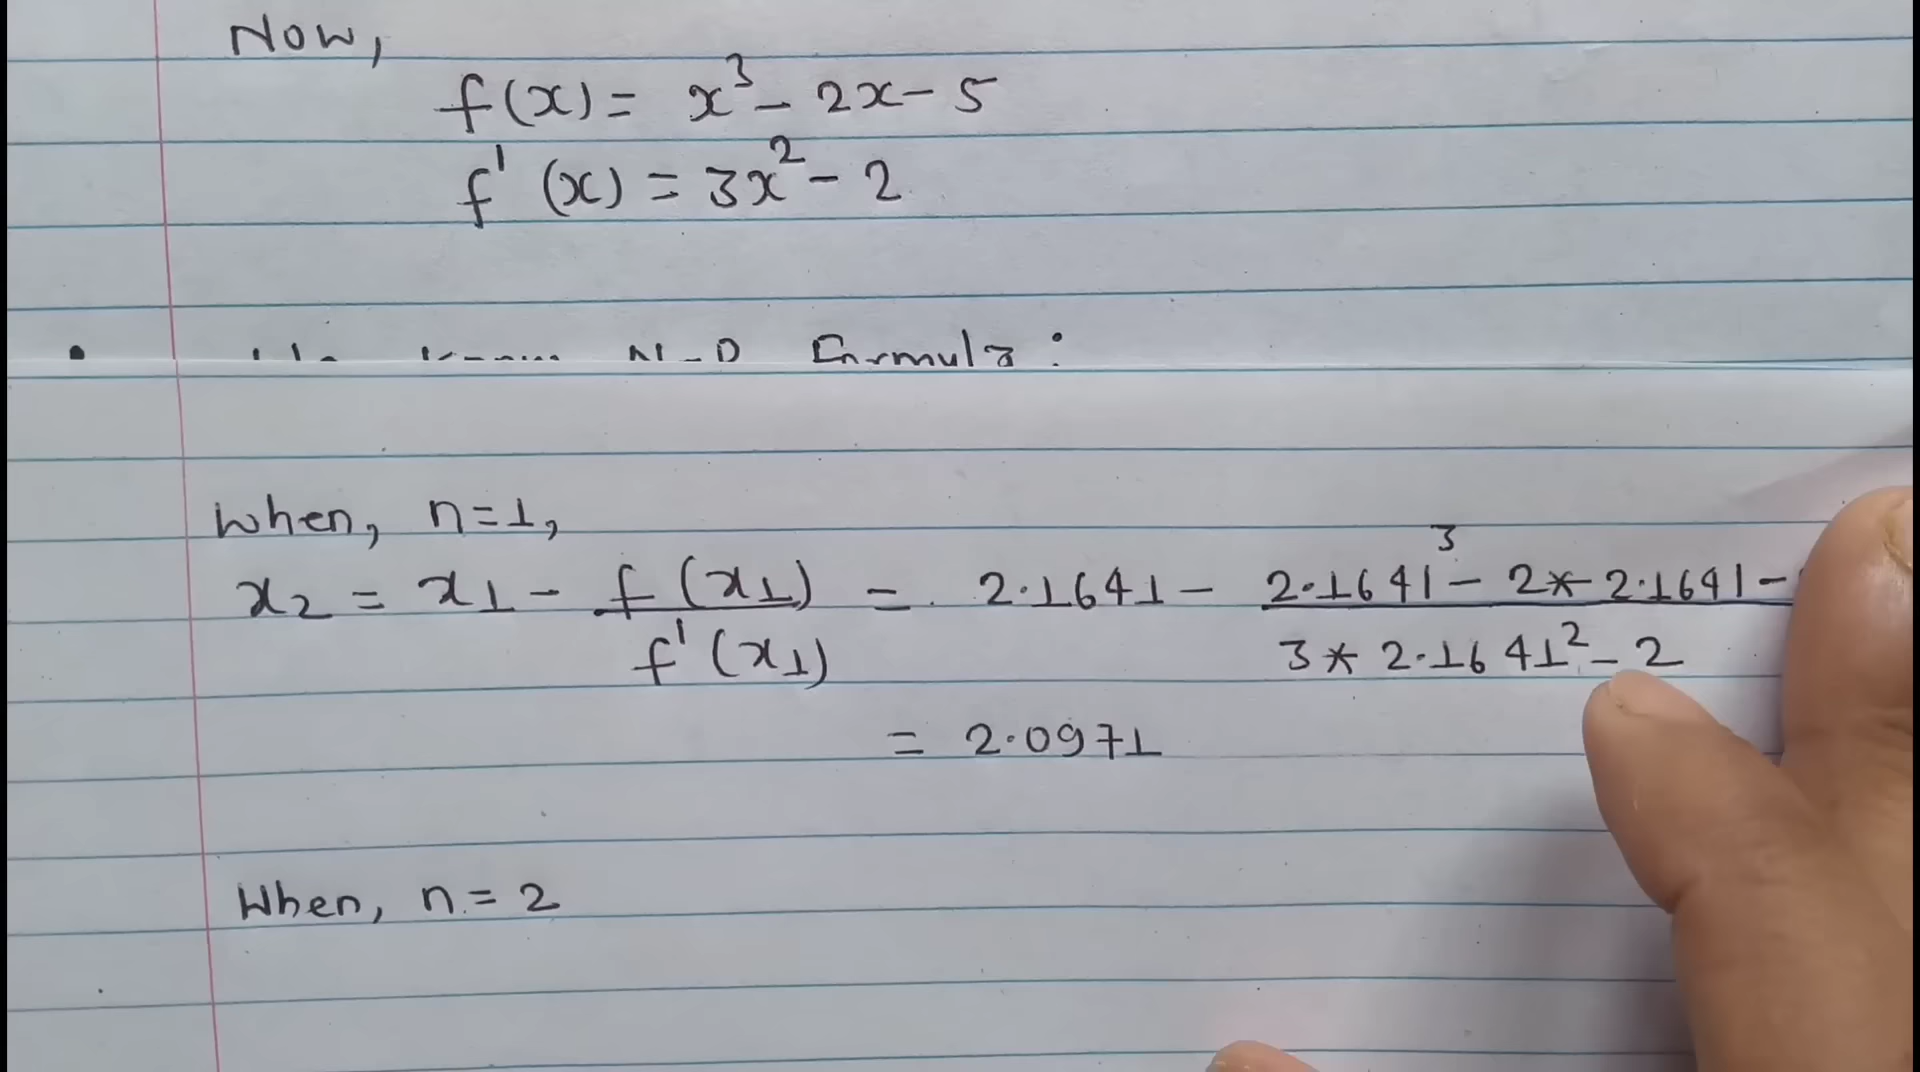 Now,
f(x) = x³ - 2x - 5
f'(x) = 3x² - 2
Formula:
When, n=1,
x₂ = x₁ - f(x₁) / f'(x₁) = 2.1641 - 2.1641³ - 2* 2.1641 - / 3* 2.1641² - 2
= 2.0971
When, n = 2